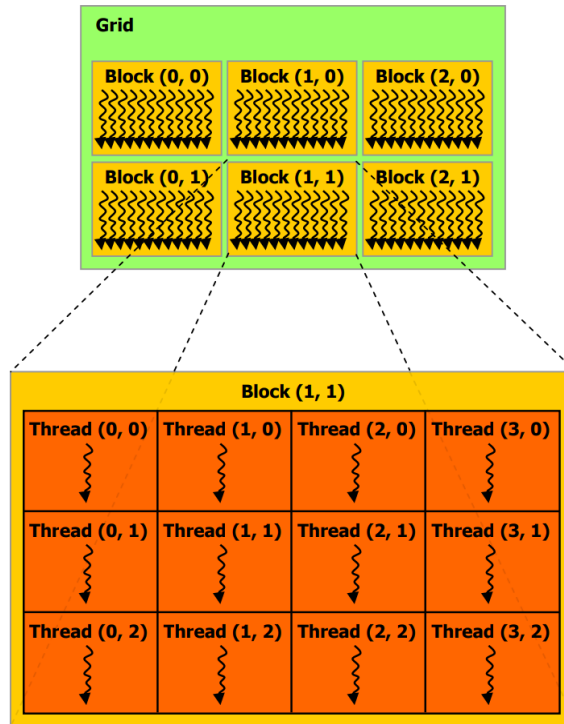 Grid
Block (0, 0) Block (1, 0) Block (2, 0)
Block (0, 1) Block (1, 1) Block (2, 1)
Block (1, 1)
Thread (0, 0) Thread (1, 0) Thread (2, 0) Thread (3, 0)
Thread (0, 1) Thread (1, 1) Thread (2, 1) Thread (3, 1)
Thread (0, 2) Thread (1, 2) Thread (2, 2) Thread (3, 2)